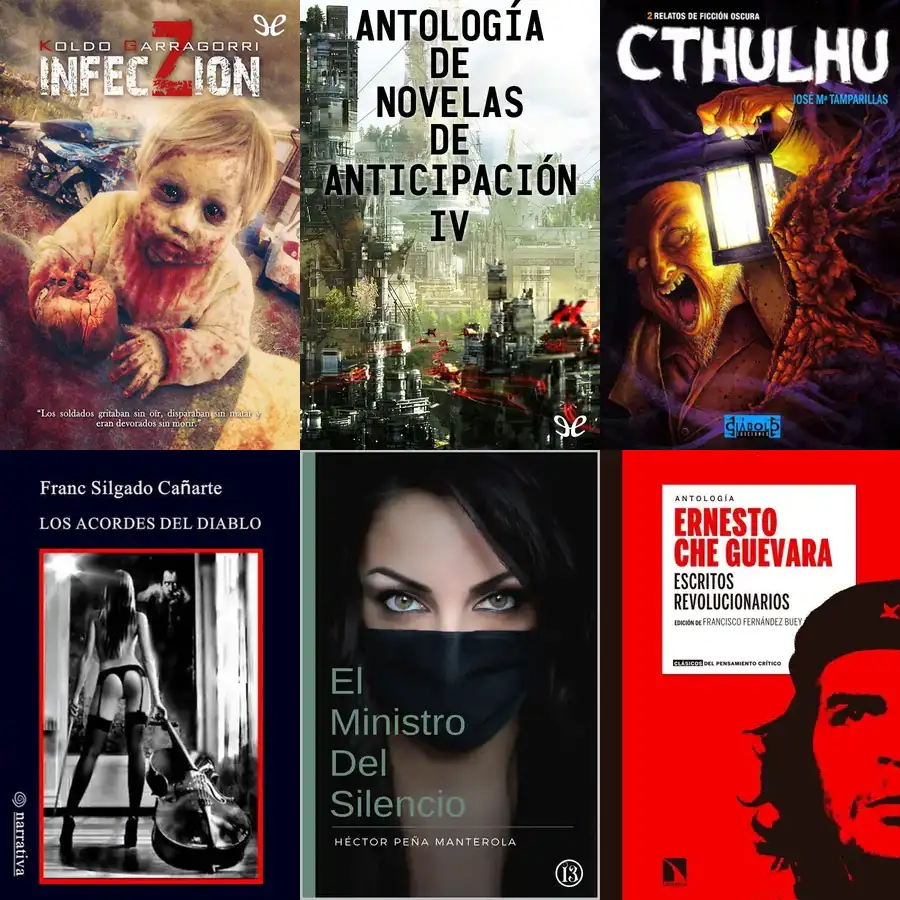 KOLDO GARRAGORRI
INFECZION
"Los soldados gritaban sin oír, disparaban sin matar y
eran devorados sin morir."
ANTOLOGÍA
DE
NOVELAS
DE
ANTICIPACIÓN
IV
2 RELATOS DE FICCIÓN OSCURA
CTHULHU
JOSÉ Mª TAMPARILLAS
DIÁBOLO
EDICIONES
Franc Silgado Cañarte
LOS ACORDES DEL DIABLO
narrativa
El
Ministro
Del
Silencio
HÉCTOR PEÑA MANTEROLA
13
ANTOLOGÍA
ERNESTO
CHE GUEVARA
ESCRITOS
REVOLUCIONARIOS
EDICIÓN DE FRANCISCO FERNÁNDEZ BUEY
CLÁSICOS DEL PENSAMIENTO CRÍTICO